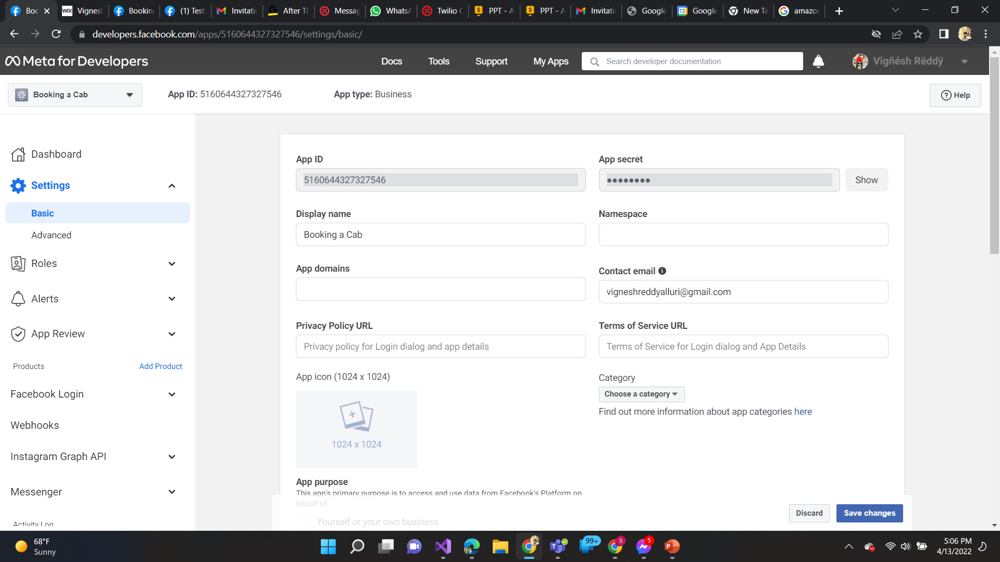 Boc
Vignesh
Booking
(1) Test
Invitatio
After Th
Messag
WhatsA
Twilio C
PPT - A
PPT - A
Invitatio
Google
Google
New Ta
amazon
developers.facebook.com/apps/5160644327327546/settings/basic/
Meta for Developers
Docs
Tools
Support
My Apps
Search developer documentation
Vîgñésh Rëddÿ
Booking a Cab
App ID: 5160644327327546
App type: Business
Help
Dashboard
Settings
Basic
Advanced
Roles
Alerts
App Review
Products
Add Product
Facebook Login
Webhooks
Instagram Graph API
Messenger
Activity Log
App ID
5160644327327546
App secret
••••••••
Show
Display name
Booking a Cab
Namespace
App domains
Contact email
vigneshreddyalluri@gmail.com
Privacy Policy URL
Privacy policy for Login dialog and app details
Terms of Service URL
Terms of Service for Login dialog and App Details
App icon (1024 x 1024)
1024 x 1024
Category
Choose a category
Find out more information about app categories here
App purpose
This app's primary purpose is to access and use data from Facebook's Platform on
behalf of:
Yourself or your own business
Discard
Save changes
68°F
Sunny
99+
S
5
5:06 PM
4/13/2022